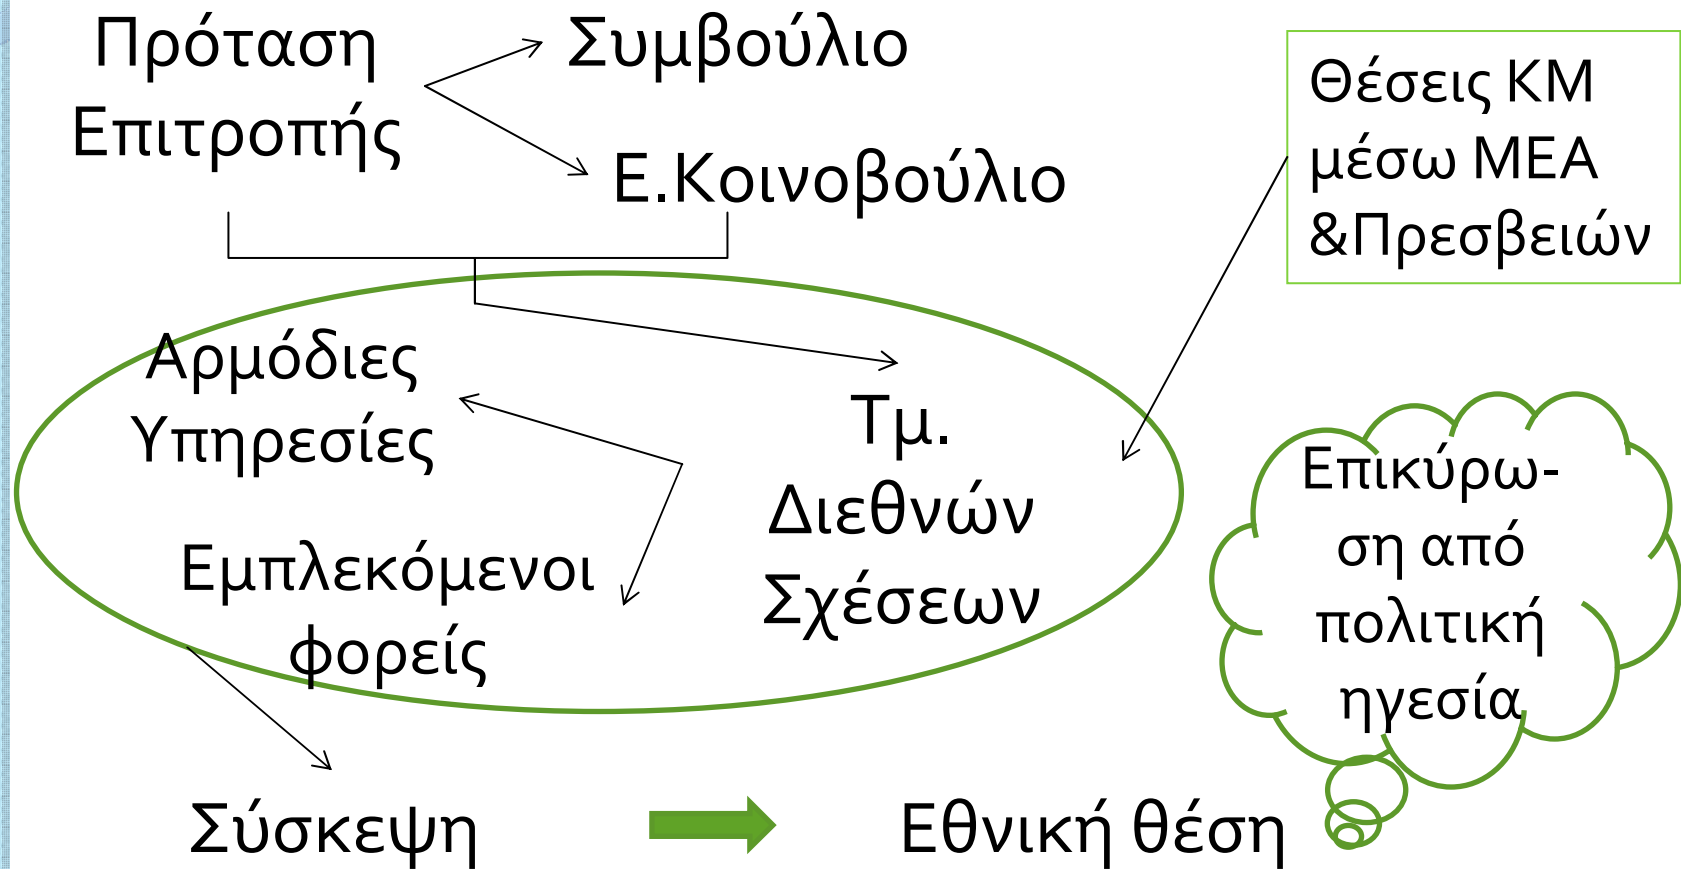 Πρόταση
Επιτροπής
Συμβούλιο
Ε.Κοινοβούλιο
Θέσεις ΚΜ
μέσω ΜΕΑ
&Πρεσβειών
Αρμόδιες
Υπηρεσίες
Τμ.
Διεθνών
Σχέσεων
Εμπλεκόμενοι
φορείς
Επικύρω-
ση από
πολιτική
ηγεσία
Σύσκεψη
Εθνική θέση